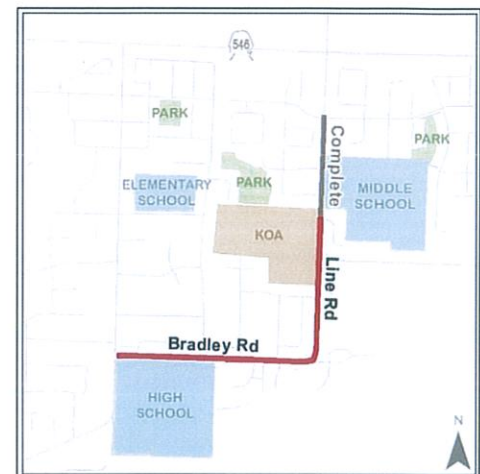 546
PARK
Complete
PARK
ELEMENTARY
SCHOOL
PARK
MIDDLE
SCHOOL
KOA
Line Rd
Bradley Rd
HIGH
SCHOOL
N